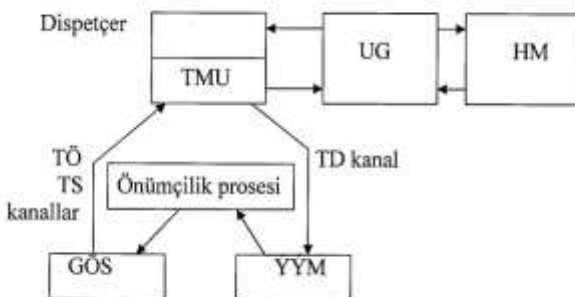 Dispetçer
TMU
UG
HM
TÖ
TS
kanallar
TD kanal
Önümçilik prosesi
GÖS
ÝÝM